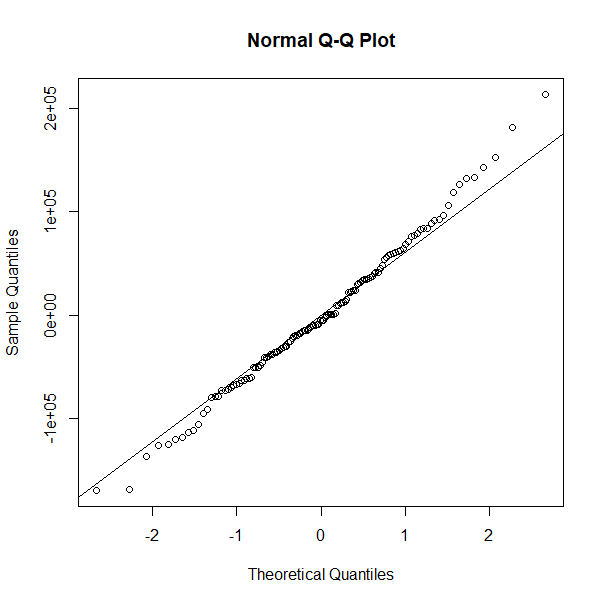 Normal Q-Q Plot
Sample Quantiles
2e+05
1e+05
0e+00
-1e+05
-2 -1 0 1 2
Theoretical Quantiles